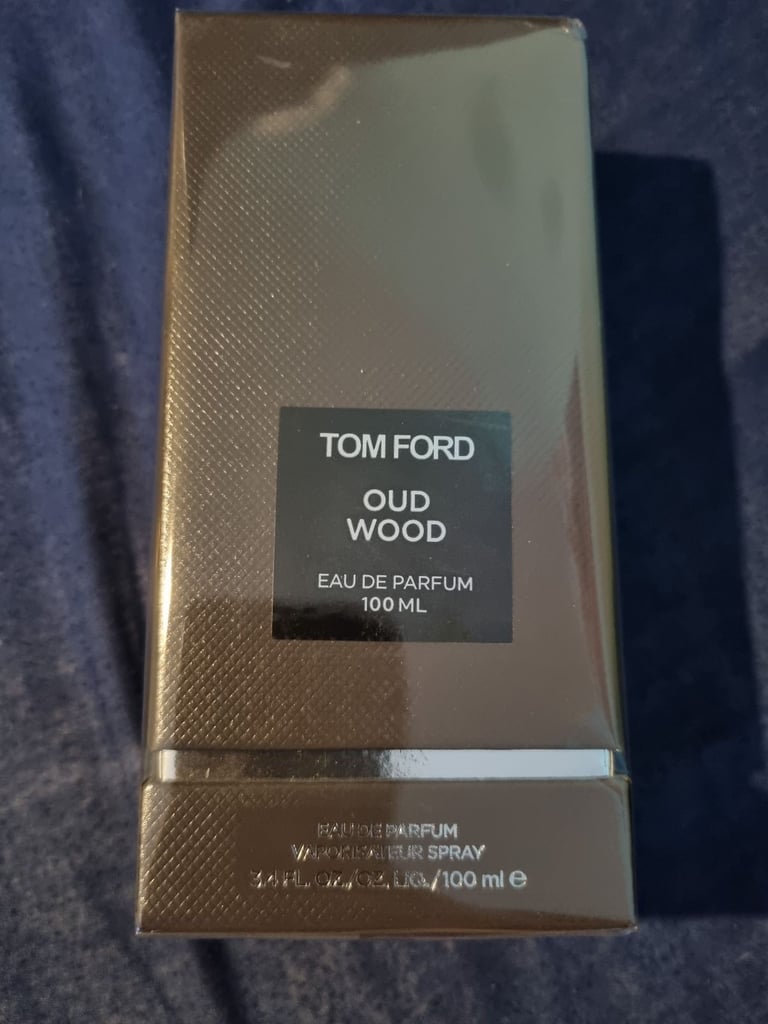 TOM FORD
OUD
WOOD
EAU DE PARFUM
100 ML
EAU DE PARFUM
VAPORISATEUR SPRAY
3.4 FL. OZ./OZ. LIQ./100 ml ℮